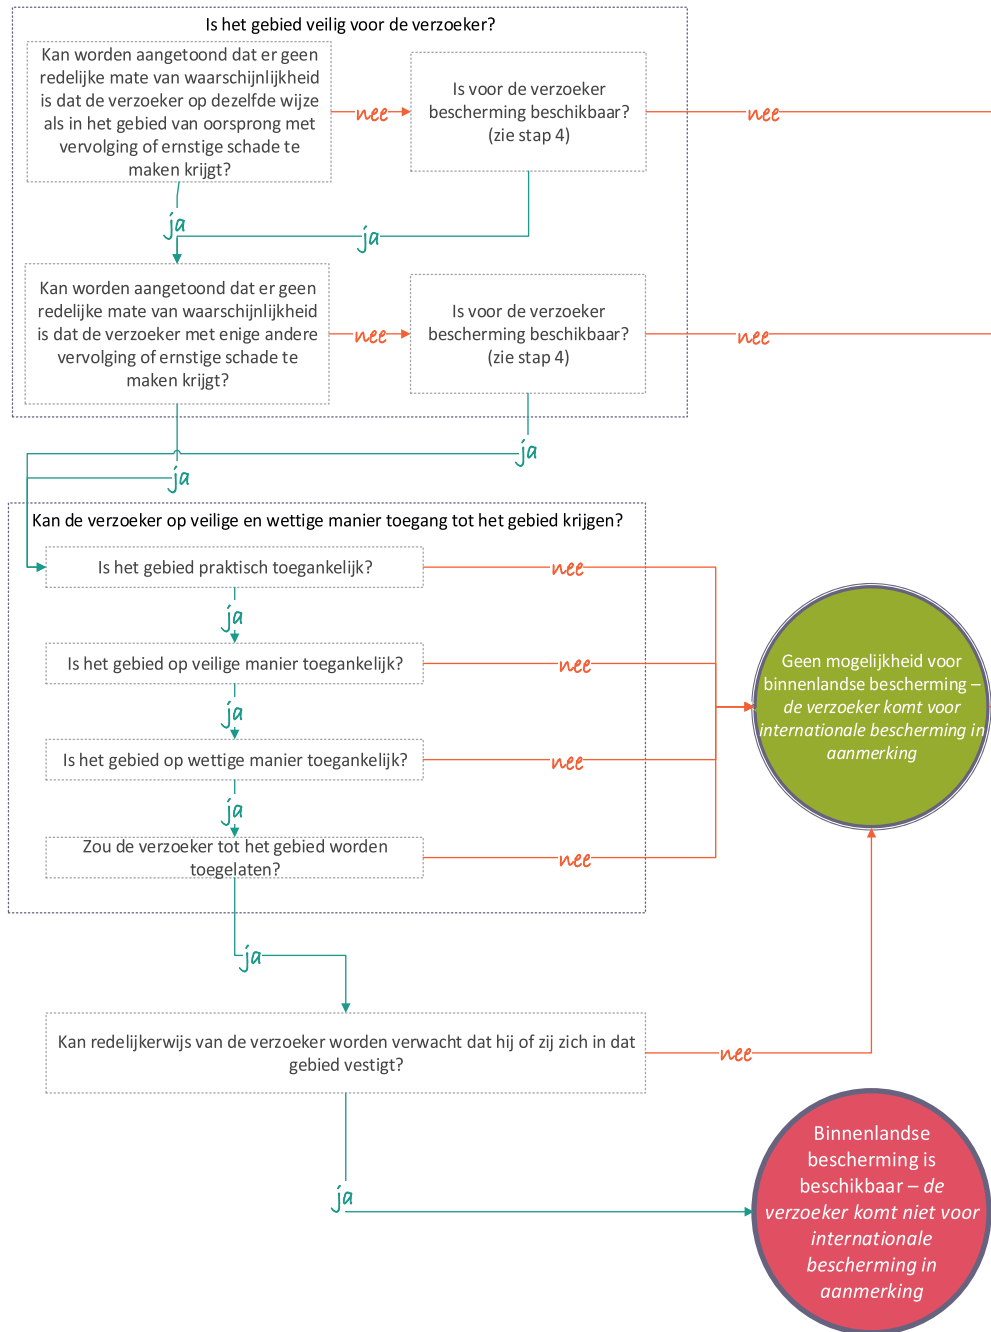 Is het gebied veilig voor de verzoeker?
Kan worden aangetoond dat er geen
redelijke mate van waarschijnlijkheid
is dat de verzoeker op dezelfde wijze
als in het gebied van oorsprong met
vervolging of ernstige schade te
maken krijgt?
nee
Is voor de verzoeker
bescherming beschikbaar?
(zie stap 4)
nee
ja
ja
Kan worden aangetoond dat er geen
redelijke mate van waarschijnlijkheid
is dat de verzoeker met enige andere
vervolging of ernstige schade te
maken krijgt?
nee
Is voor de verzoeker
bescherming beschikbaar?
(zie stap 4)
nee
ja
ja
Kan de verzoeker op veilige en wettige manier toegang tot het gebied krijgen?
Is het gebied praktisch toegankelijk?
nee
ja
Is het gebied op veilige manier toegankelijk?
nee
ja
Is het gebied op wettige manier toegankelijk?
nee
ja
Zou de verzoeker tot het gebied worden
toegelaten?
nee
Geen mogelijkheid voor
binnenlandse bescherming –
de verzoeker komt voor
internationale bescherming in
aanmerking
ja
Kan redelijkerwijs van de verzoeker worden verwacht dat hij of zij zich in dat
gebied vestigt?
nee
ja
Binnenlandse
bescherming is
beschikbaar – de
verzoeker komt niet voor
internationale
bescherming in
aanmerking